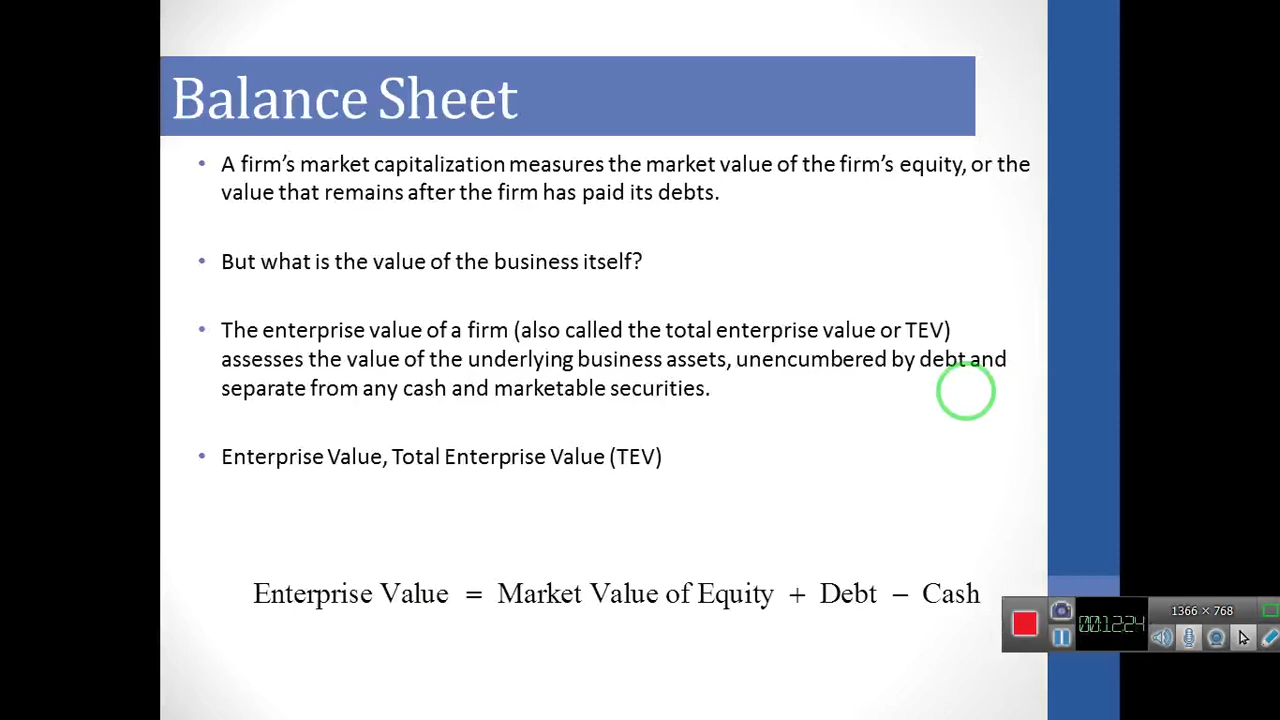 Balance Sheet
• A firm's market capitalization measures the market value of the firm's equity, or the
value that remains after the firm has paid its debts.
• But what is the value of the business itself?
• The enterprise value of a firm (also called the total enterprise value or TEV)
assesses the value of the underlying business assets, unencumbered by debt and
separate from any cash and marketable securities.
• Enterprise Value, Total Enterprise Value (TEV)
Enterprise Value = Market Value of Equity + Debt − Cash
1366 × 768
00:12:24